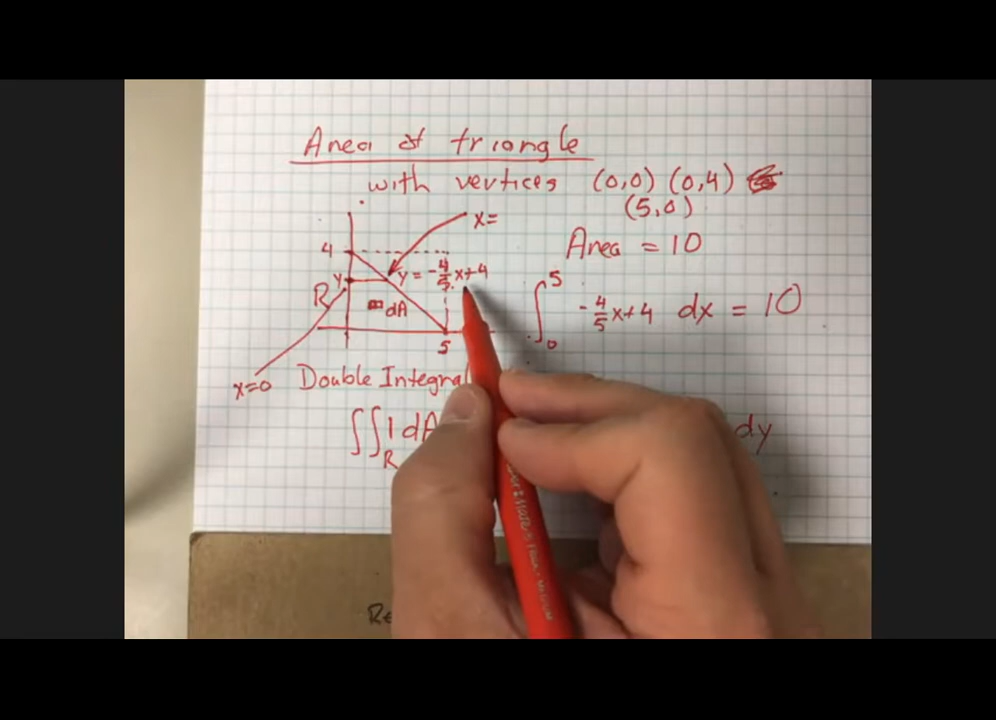 Area of triangle
with vertices (0,0) (0,4)
(5,0)
x=
4
Area = 10
y
y = -4/5 x+4
R
dA
∫₀⁵ -4/5 x+4 dx = 10
5
x=0 Double Integral
∬_R 1 dA dy